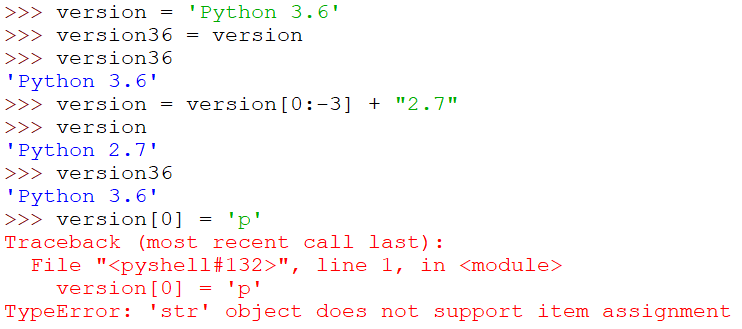 >>> version = 'Python 3.6'
>>> version36 = version
>>> version36
'Python 3.6'
>>> version = version[0:-3] + "2.7"
>>> version
'Python 2.7'
>>> version36
'Python 3.6'
>>> version[0] = 'p'
Traceback (most recent call last):
  File "<pyshell#132>", line 1, in <module>
    version[0] = 'p'
TypeError: 'str' object does not support item assignment